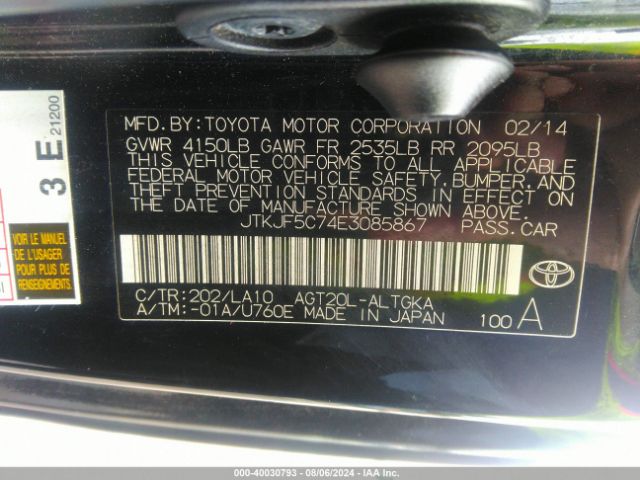 MFD.BY:TOYOTA MOTOR CORPORATION 02/14
GVWR 4150LB GAWR FR 2535LB RR 2095LB
THIS VEHICLE CONFORMS TO ALL APPLICABLE
FEDERAL MOTOR VEHICLE SAFETY,BUMPER,AND
THEFT PREVENTION STANDARDS IN EFFECT ON
THE DATE OF MANUFACTURE SHOWN ABOVE.
JTKJF5C74E3085867 PASS.CAR
C/TR:202/LA10 AGT20L-ALTGKA
A/TM:-01A/U760E MADE IN JAPAN 100 A
TOYOTA
3 E
21200
VOIR LE MANUEL
DE L'USAGER
POUR PLUS DE
RENSEIGNEMENTS.
000-40030793 - 08/06/2024 - IAAI.COM